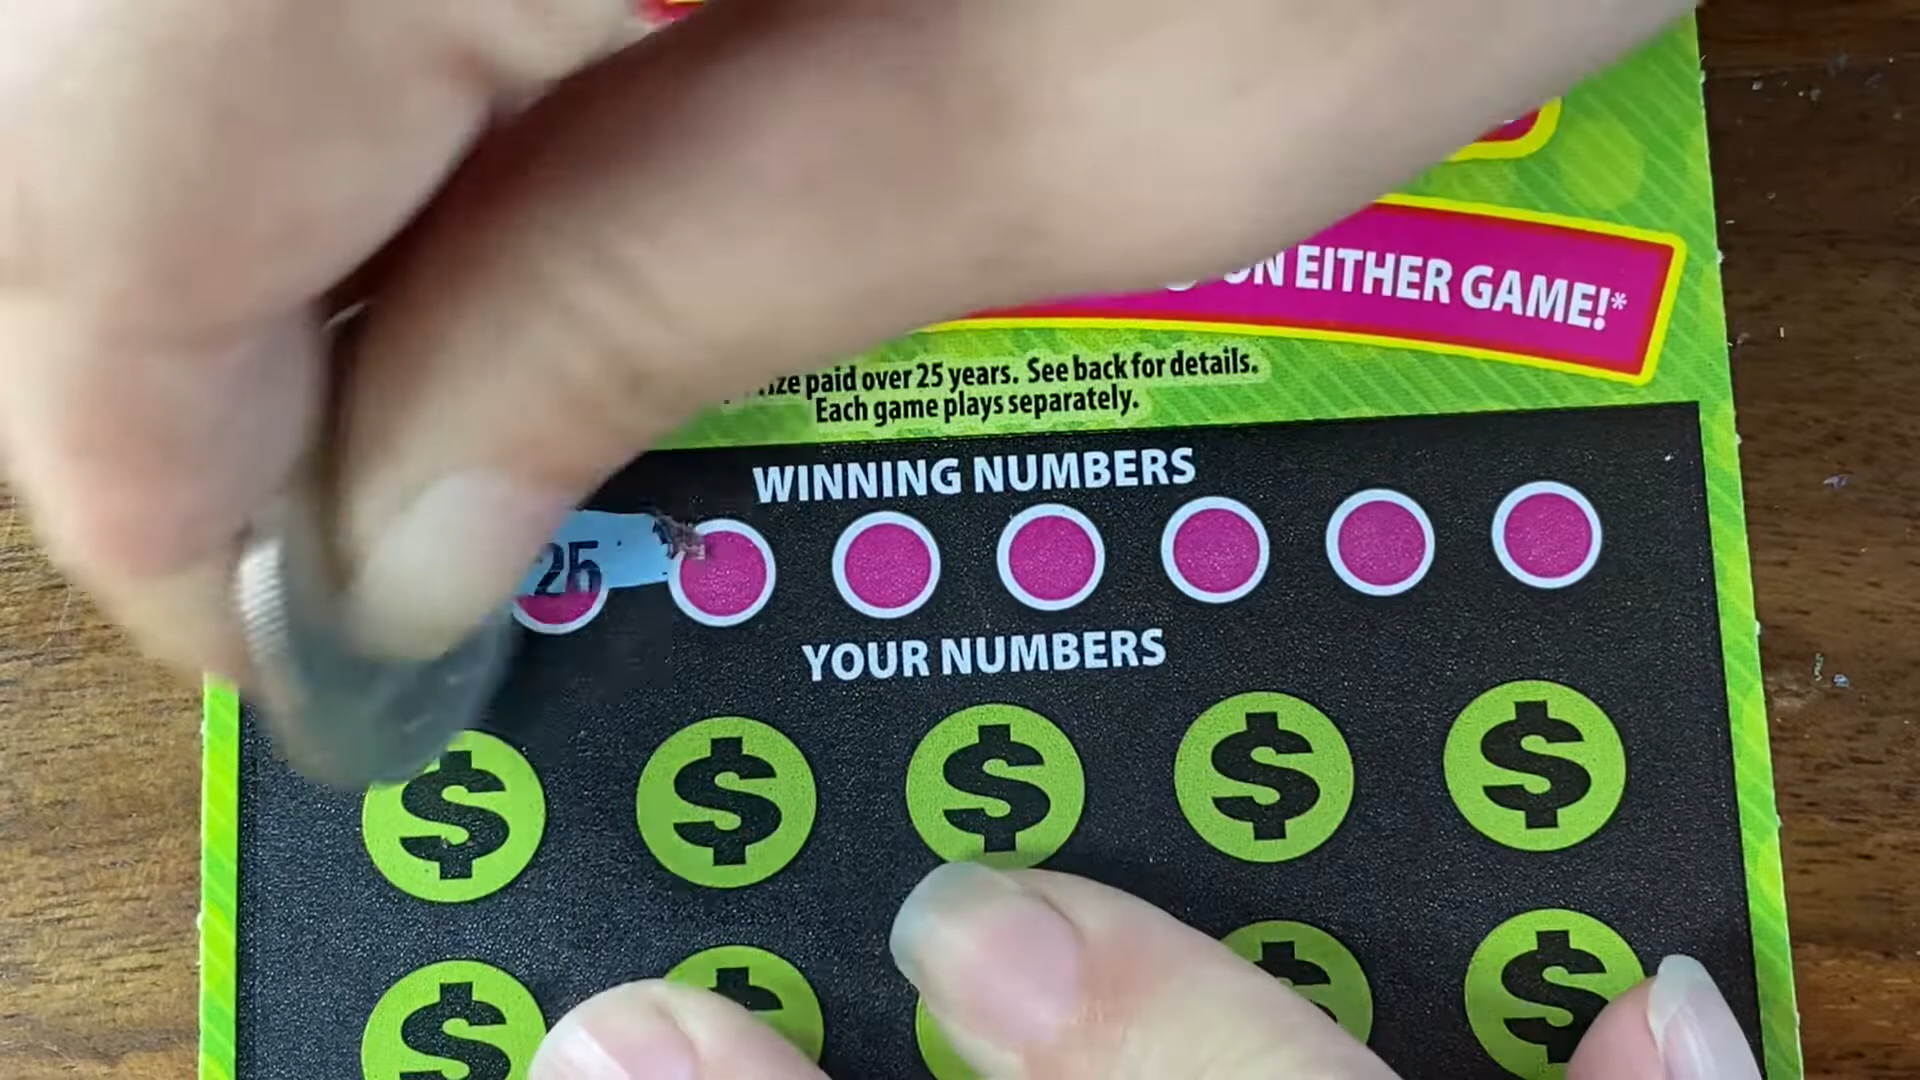 ON EITHER GAME!*
paid over 25 years. See back for details.
Each game plays separately.
WINNING NUMBERS
25
YOUR NUMBERS
$ $ $ $ $
$ $ $ $